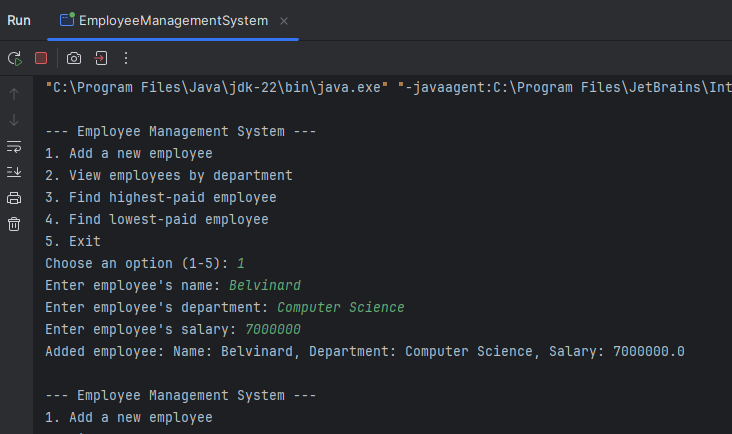 Run EmployeeManagementSystem
"C:\Program Files\Java\jdk-22\bin\java.exe" "-javaagent:C:\Program Files\JetBrains\Int
--- Employee Management System ---
1. Add a new employee
2. View employees by department
3. Find highest-paid employee
4. Find lowest-paid employee
5. Exit
Choose an option (1-5): 1
Enter employee's name: Belvinard
Enter employee's department: Computer Science
Enter employee's salary: 7000000
Added employee: Name: Belvinard, Department: Computer Science, Salary: 7000000.0
--- Employee Management System ---
1. Add a new employee